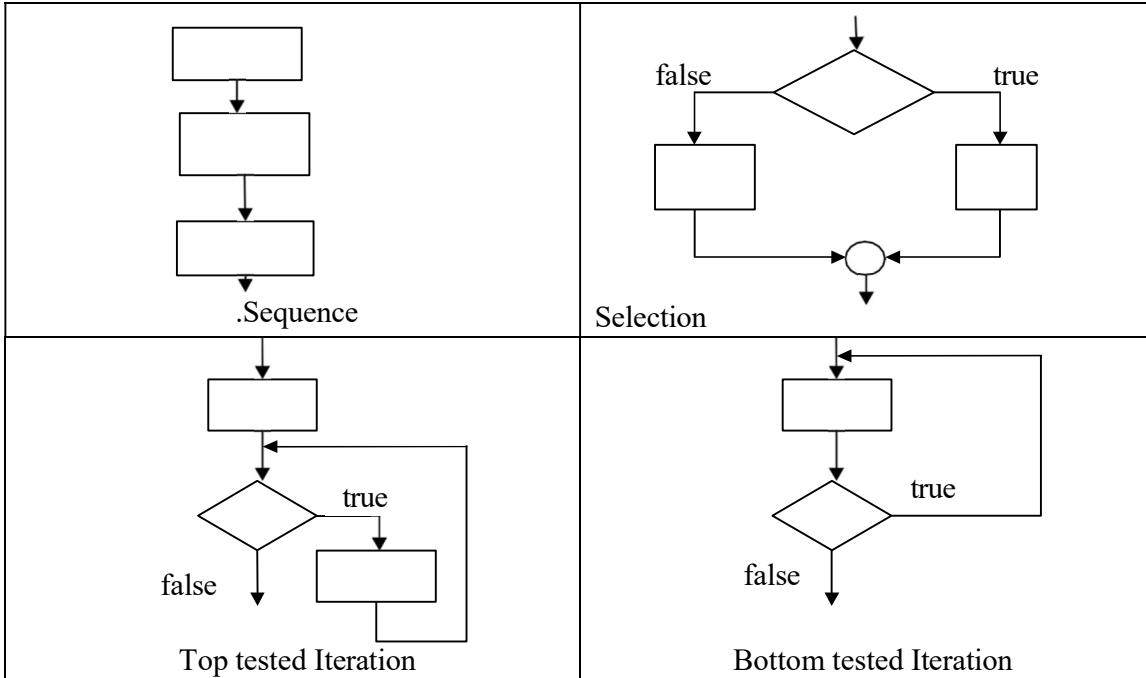 false
true
.Sequence
Selection
true
false
Top tested Iteration
true
false
Bottom tested Iteration